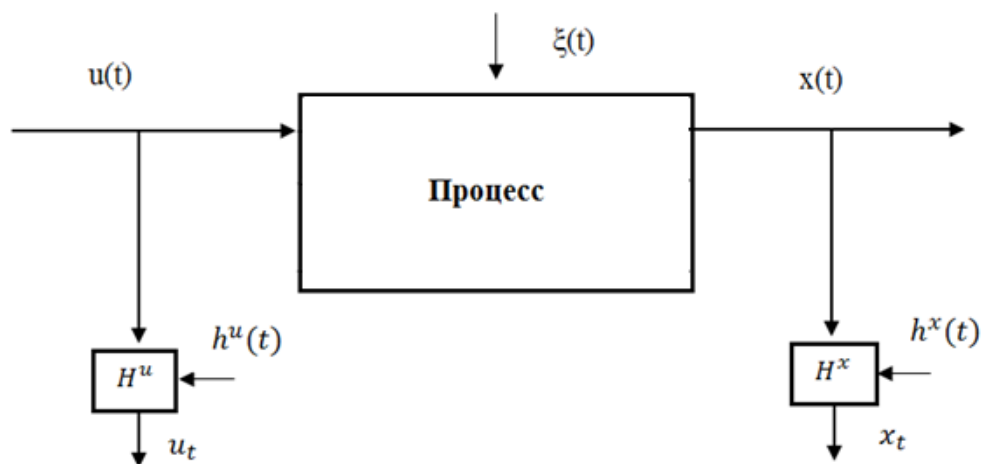 ξ(t)
u(t)
x(t)
Процесс
h^u(t)
h^x(t)
H^u
H^x
u_t
x_t